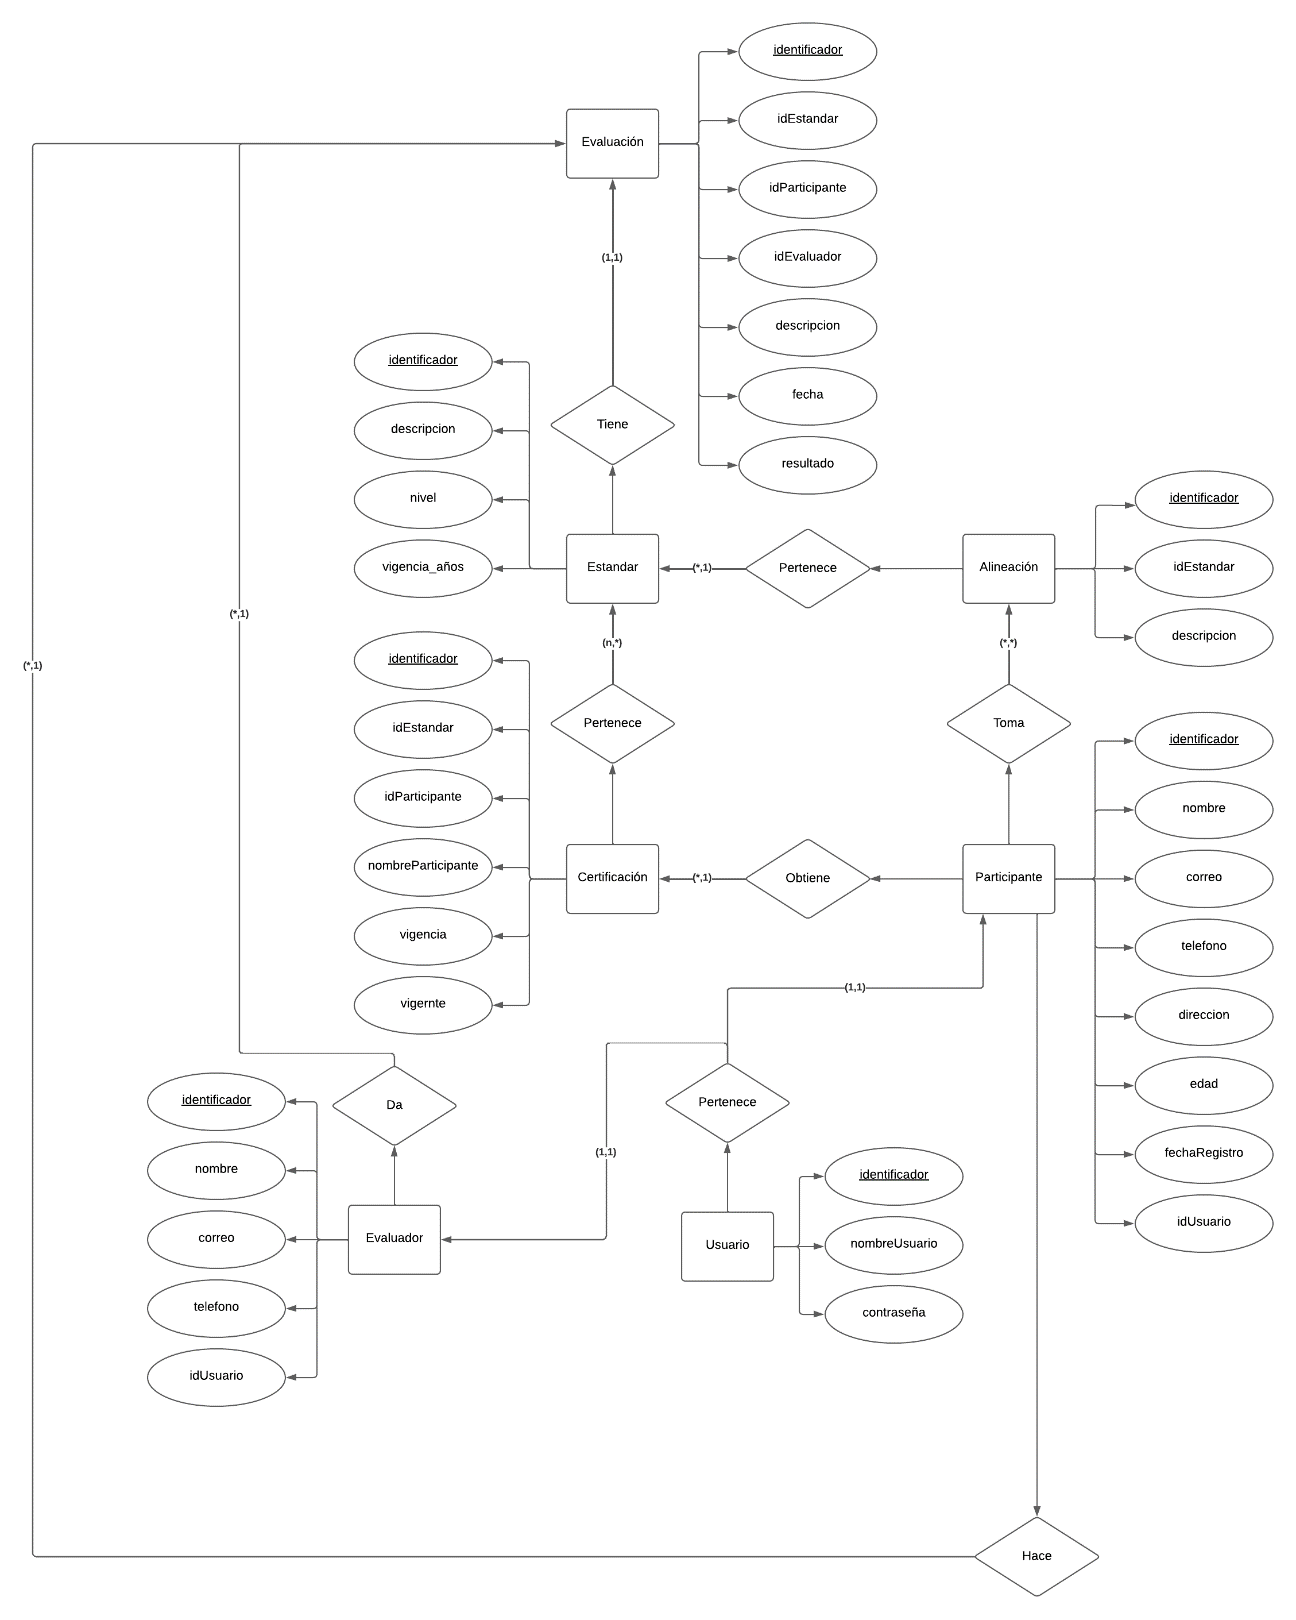 identificador
idEstandar
Evaluación
idParticipante
(1,1)
idEvaluador
descripcion
identificador
fecha
descripcion
Tiene
resultado
nivel
identificador
vigencia_años
Estandar
(*,1)
Pertenece
Alineación
idEstandar
(*,1)
(n,*)
(*,*)
descripcion
identificador
(*,1)
idEstandar
Pertenece
Toma
identificador
idParticipante
nombre
nombreParticipante
Certificación
(*,1)
Obtiene
Participante
correo
vigencia
telefono
vigernte
(1,1)
direccion
identificador
Da
Pertenece
edad
nombre
(1,1)
identificador
fechaRegistro
correo
Evaluador
Usuario
nombreUsuario
idUsuario
telefono
contraseña
idUsuario
Hace